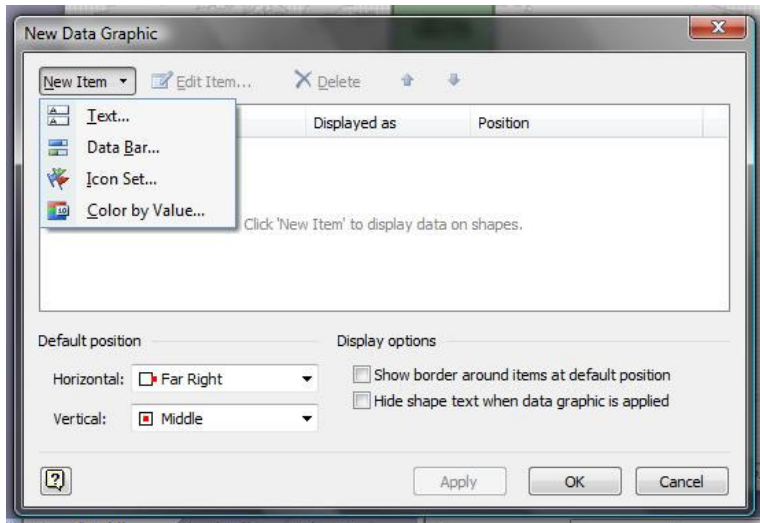 New Data Graphic
New Item Edit Item... Delete
Text...
Data Bar...
Icon Set...
Color by Value...
Displayed as Position
Click 'New Item' to display data on shapes.
Default position
Horizontal: Far Right
Vertical: Middle
Display options
Show border around items at default position
Hide shape text when data graphic is applied
Apply OK Cancel